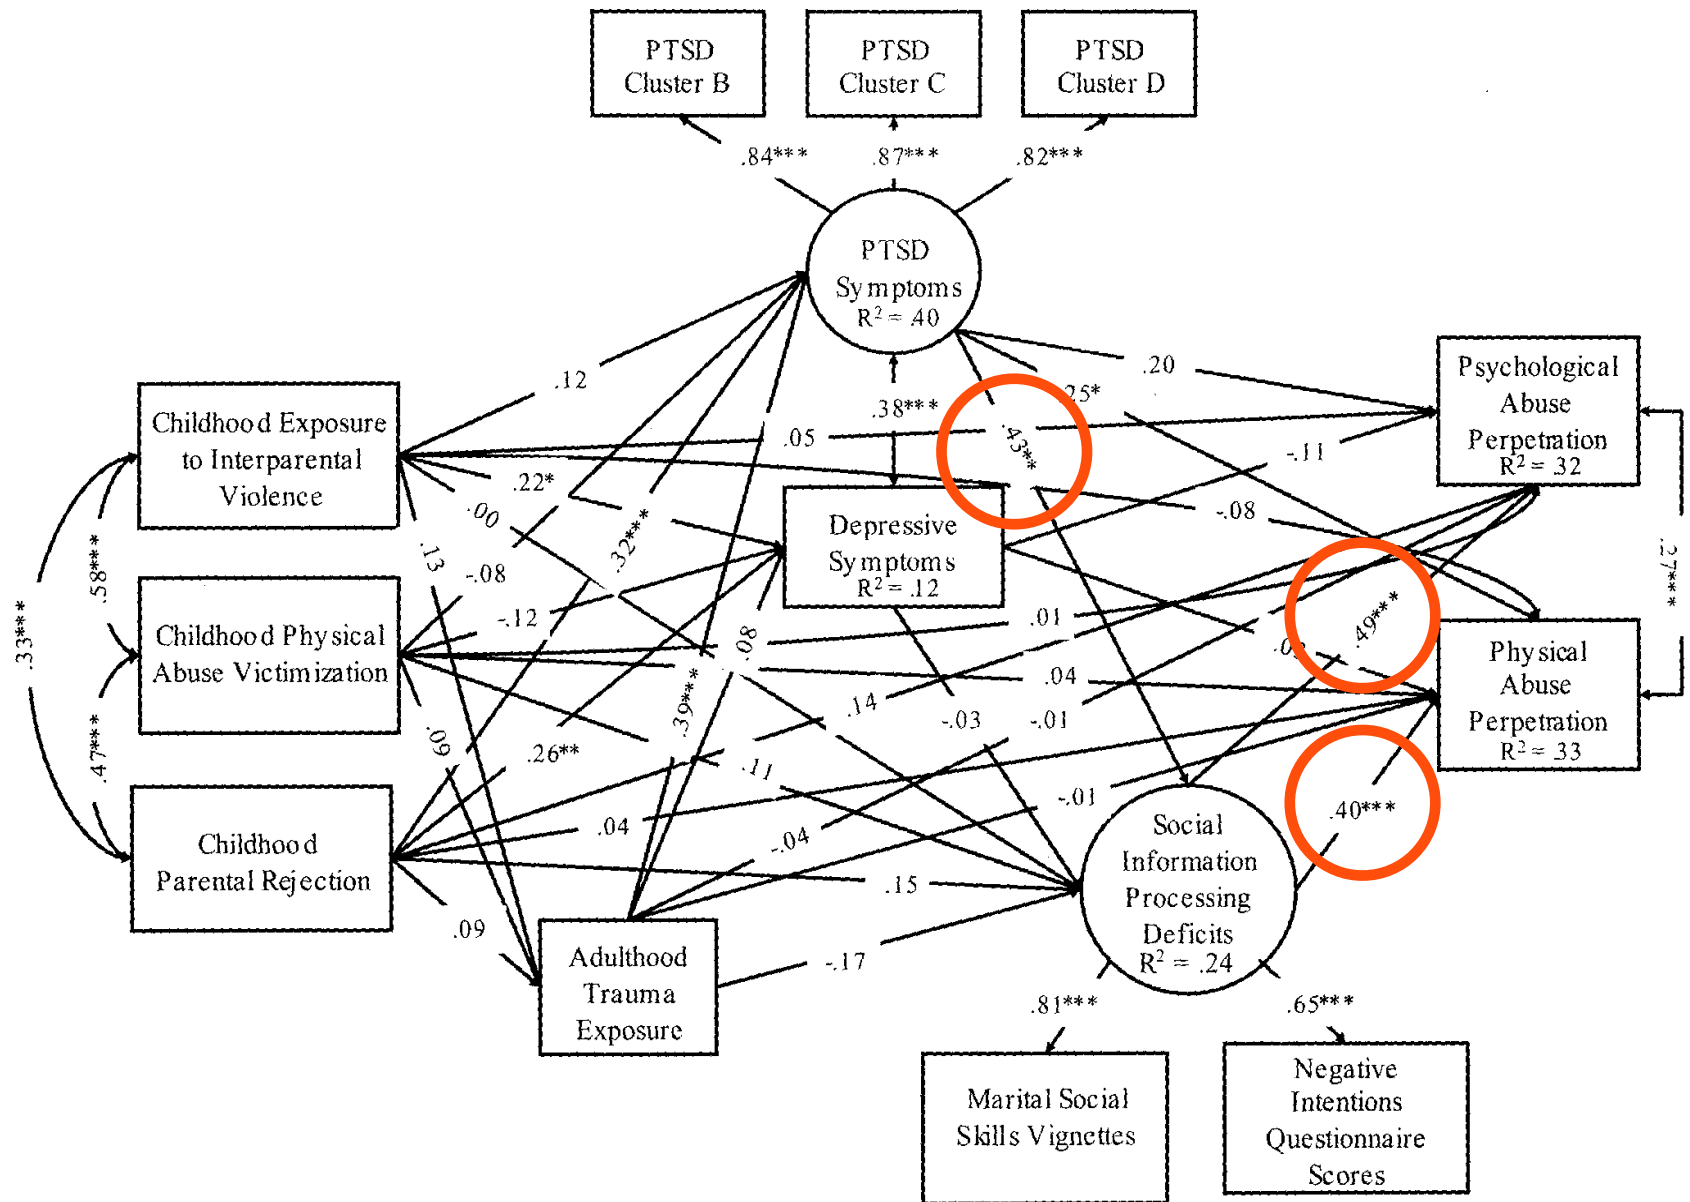 PTSD
Cluster B
PTSD
Cluster C
PTSD
Cluster D
.84***
.87***
.82***
PTSD
Symptoms
R² = .40
.12
.20
.25*
.38***
.43**
.05
-.11
Childhood Exposure
to Interparental
Violence
Psychological
Abuse
Perpetration
R² = .32
.22*
.00
.32***
-.08
.13
-.08
Depressive
Symptoms
R² = .12
.58***
.33***
.27***
-.12
.01
.49***
.08
Childhood Physical
Abuse Victimization
Physical
Abuse
Perpetration
R² = .33
.04
.39***
.14
-.03
-.01
.47***
.09
.26**
.11
-.01
.40***
.04
-.04
Childhood
Parental Rejection
Social
Information
Processing
Deficits
R² = .24
.15
.09
-.17
Adulthood
Trauma
Exposure
.81***
.65***
Marital Social
Skills Vignettes
Negative
Intentions
Questionnaire
Scores